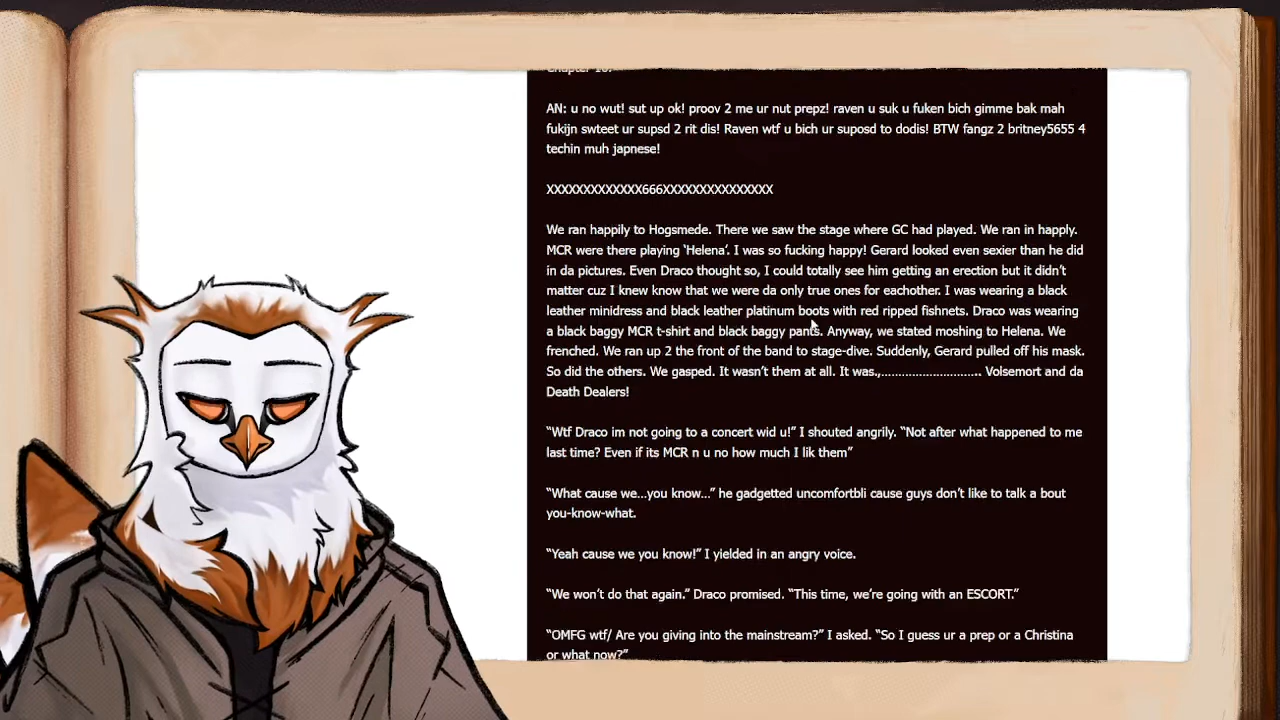 AN: u no wut! sut up ok! proov 2 me ur nut prepz! raven u suk u fuken bich gimme bak mah
fukijn swteet ur supsd 2 rit dis! Raven wtf u bich ur suposd to dodis! BTW fangz 2 britney5655 4
techin muh japnese!
XXXXXXXXXXXXX666XXXXXXXXXXXXXXX
We ran happily to Hogsmede. There we saw the stage where GC had played. We ran in happly.
MCR were there playing ‘Helena’. I was so fucking happy! Gerard looked even sexier than he did
in da pictures. Even Draco thought so, I could totally see him getting an erection but it didn’t
matter cuz I knew know that we were da only true ones for eachother. I was wearing a black
leather minidress and black leather platinum boots with red ripped fishnets. Draco was wearing
a black baggy MCR t-shirt and black baggy pants. Anyway, we stated moshing to Helena. We
frenched. We ran up 2 the front of the band to stage-dive. Suddenly, Gerard pulled off his mask.
So did the others. We gasped. It wasn’t them at all. It was.,……………………….. Volsemort and da
Death Dealers!
“Wtf Draco im not going to a concert wid u!” I shouted angrily. “Not after what happened to me
last time? Even if its MCR n u no how much I lik them”
“What cause we…you know…” he gadgetted uncomfortbli cause guys don’t like to talk a bout
you-know-what.
“Yeah cause we you know!” I yielded in an angry voice.
“We won’t do that again.” Draco promised. “This time, we’re going with an ESCORT.”
“OMFG wtf/ Are you giving into the mainstream?” I asked. “So I guess ur a prep or a Christina
or what now?”